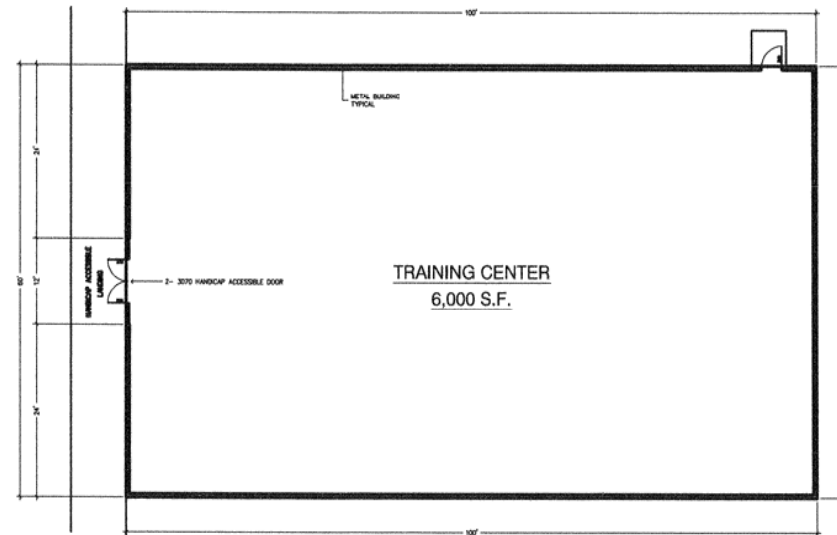 100'
METAL BUILDING
TYPICAL
24'
60'
12'
HANDICAP ACCESSIBLE
LANDING
2- 3070 HANDICAP ACCESSIBLE DOOR
TRAINING CENTER
6,000 S.F.
24'
100'